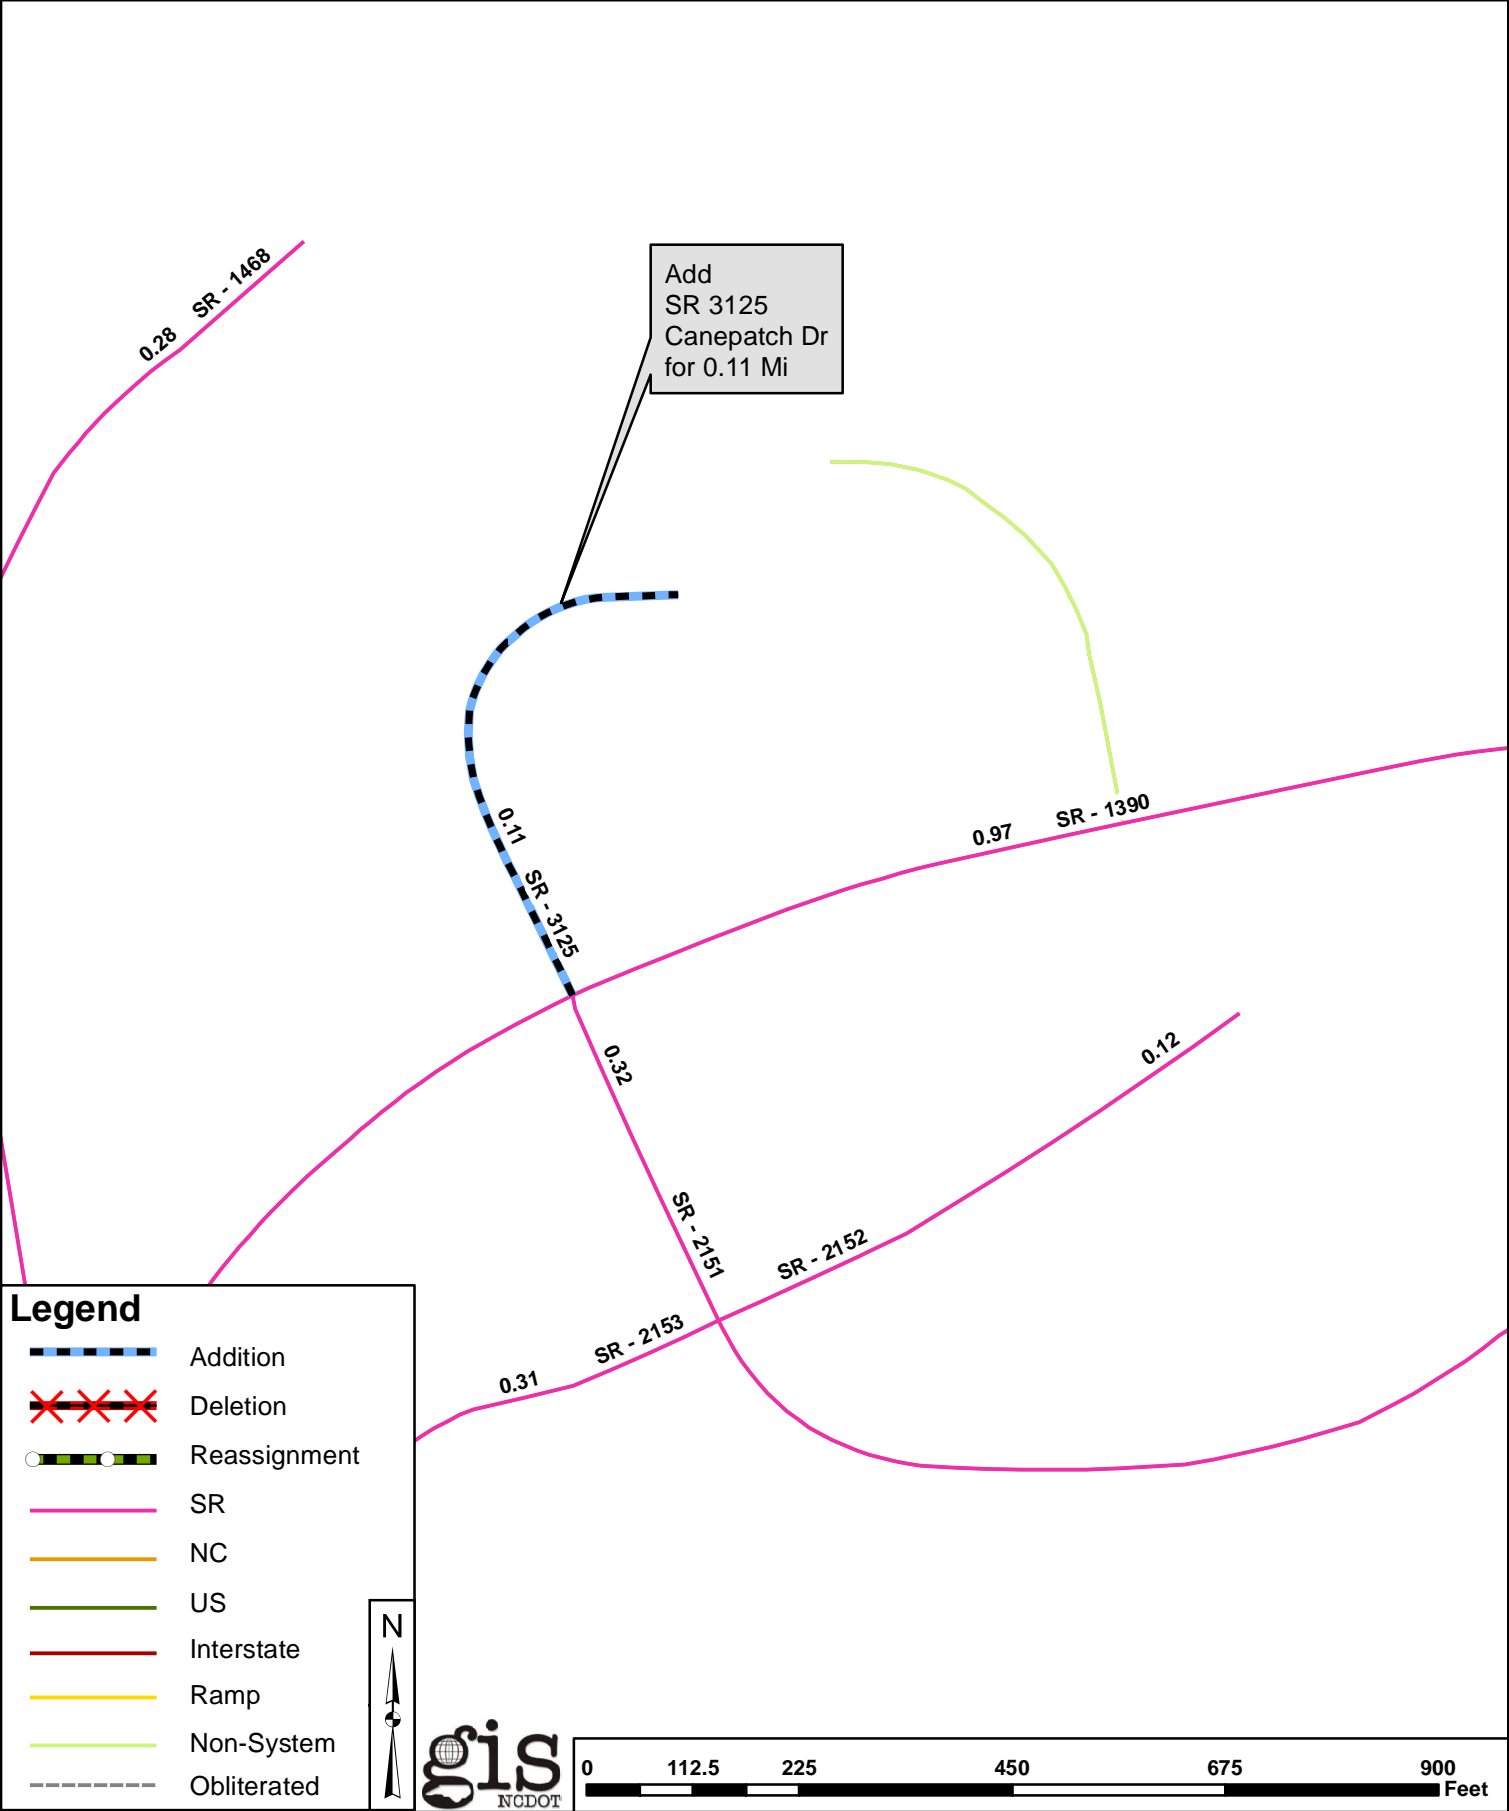 SR - 1468
0.28
Add
SR 3125
Canepatch Dr
for 0.11 Mi
0.11
SR - 3125
0.97
SR - 1390
0.32
0.12
SR - 2151
SR - 2152
SR - 2153
0.31
Legend
Addition
Deletion
Reassignment
SR
NC
US
Interstate
Ramp
Non-System
Obliterated
N
gis
NCDOT
0 112.5 225 450 675 900
Feet